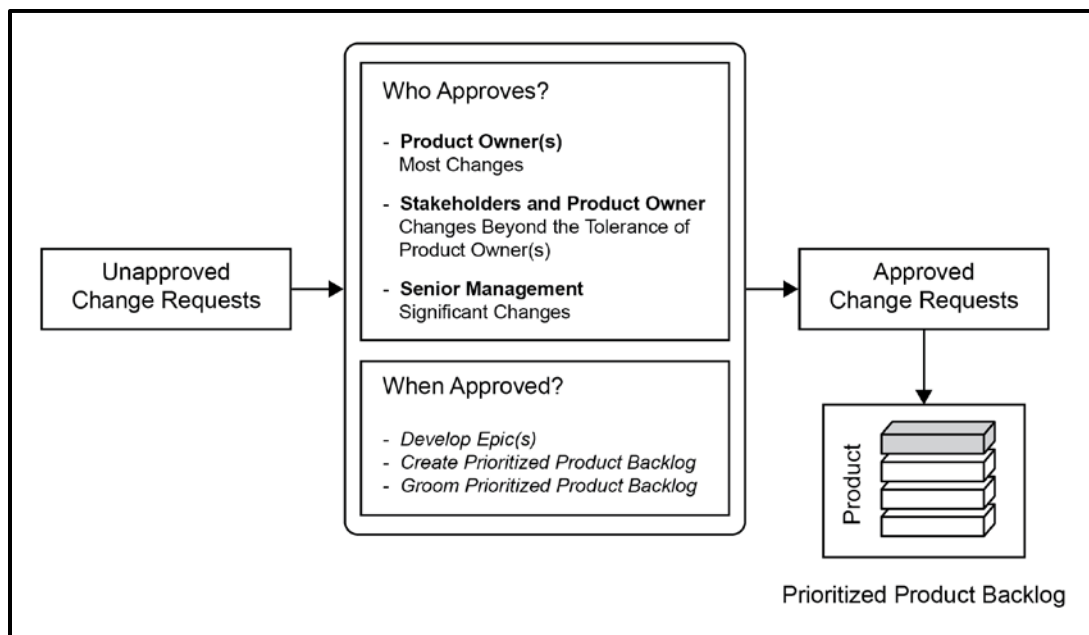 Unapproved
Change Requests
Who Approves?
- Product Owner(s)
Most Changes
- Stakeholders and Product Owner
Changes Beyond the Tolerance of
Product Owner(s)
- Senior Management
Significant Changes
When Approved?
- Develop Epic(s)
- Create Prioritized Product Backlog
- Groom Prioritized Product Backlog
Approved
Change Requests
Product
Prioritized Product Backlog